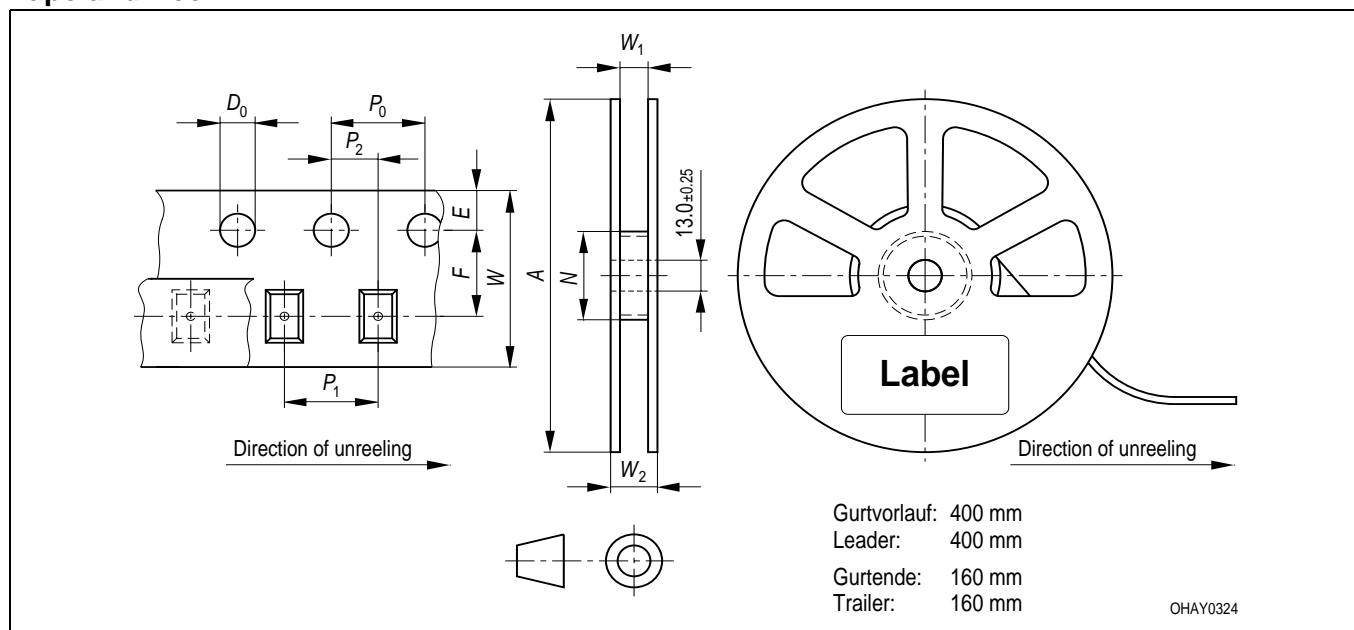 W1
D0
P0
P2
E
F
W
A
N
13.0±0.25
P1
Label
Direction of unreeling
W2
Direction of unreeling
Gurtvorlauf: 400 mm
Leader: 400 mm
Gurtende: 160 mm
Trailer: 160 mm
OHAY0324